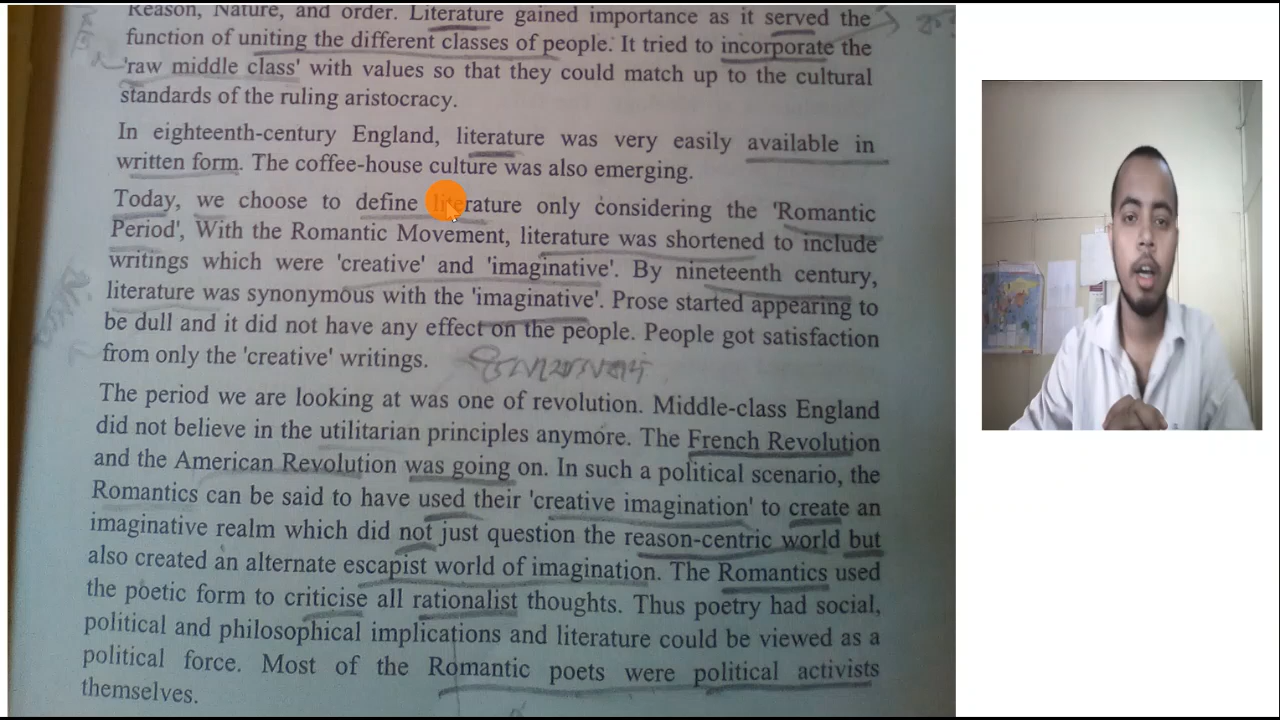 Reason, Nature, and order. Literature gained importance as it served the
function of uniting the different classes of people. It tried to incorporate the
'raw middle class' with values so that they could match up to the cultural
standards of the ruling aristocracy.
In eighteenth-century England, literature was very easily available in
written form. The coffee-house culture was also emerging.
Today, we choose to define literature only considering the 'Romantic
Period', With the Romantic Movement, literature was shortened to include
writings which were 'creative' and 'imaginative'. By nineteenth century,
literature was synonymous with the 'imaginative'. Prose started appearing to
be dull and it did not have any effect on the people. People got satisfaction
from only the 'creative' writings.
The period we are looking at was one of revolution. Middle-class England
did not believe in the utilitarian principles anymore. The French Revolution
and the American Revolution was going on. In such a political scenario, the
Romantics can be said to have used their 'creative imagination' to create an
imaginative realm which did not just question the reason-centric world but
also created an alternate escapist world of imagination. The Romantics used
the poetic form to criticise all rationalist thoughts. Thus poetry had social,
political and philosophical implications and literature could be viewed as a
political force. Most of the Romantic poets were political activists
themselves.